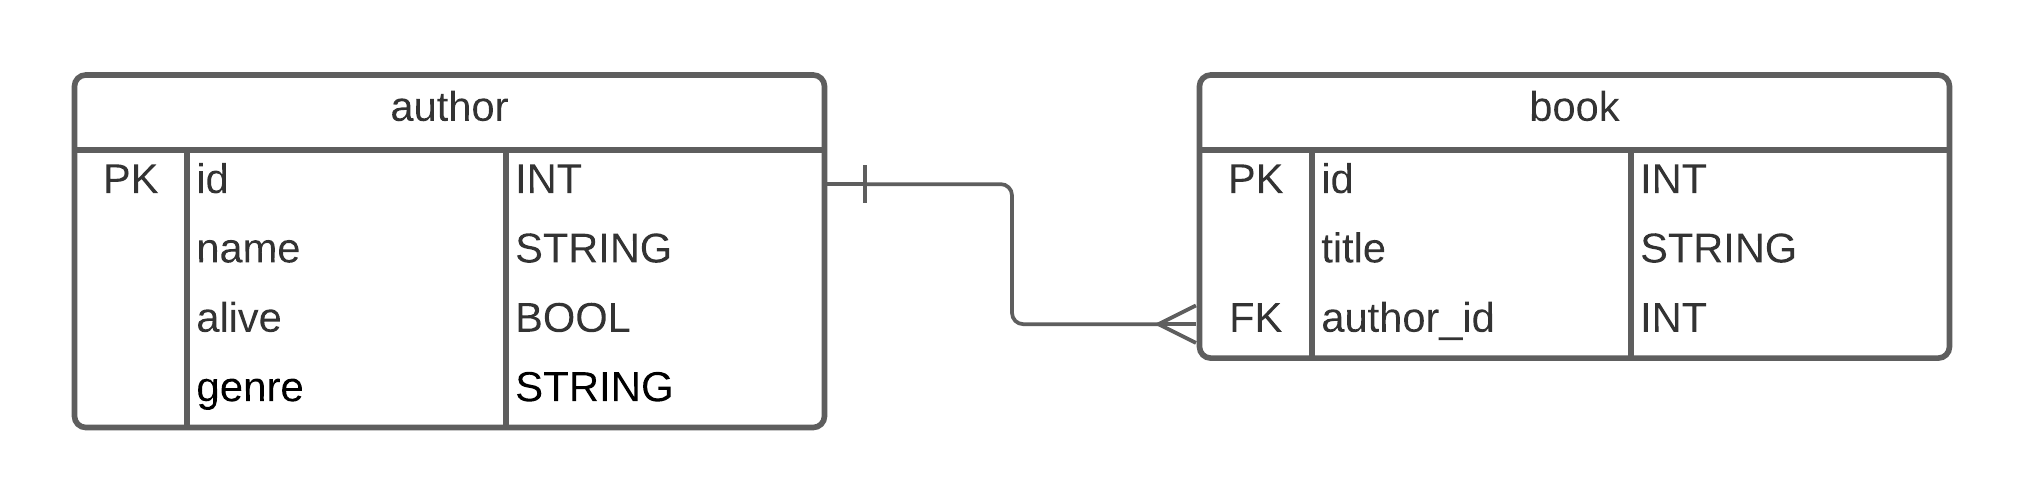 author
PK id INT
name STRING
alive BOOL
genre STRING
book
PK id INT
title STRING
FK author_id INT